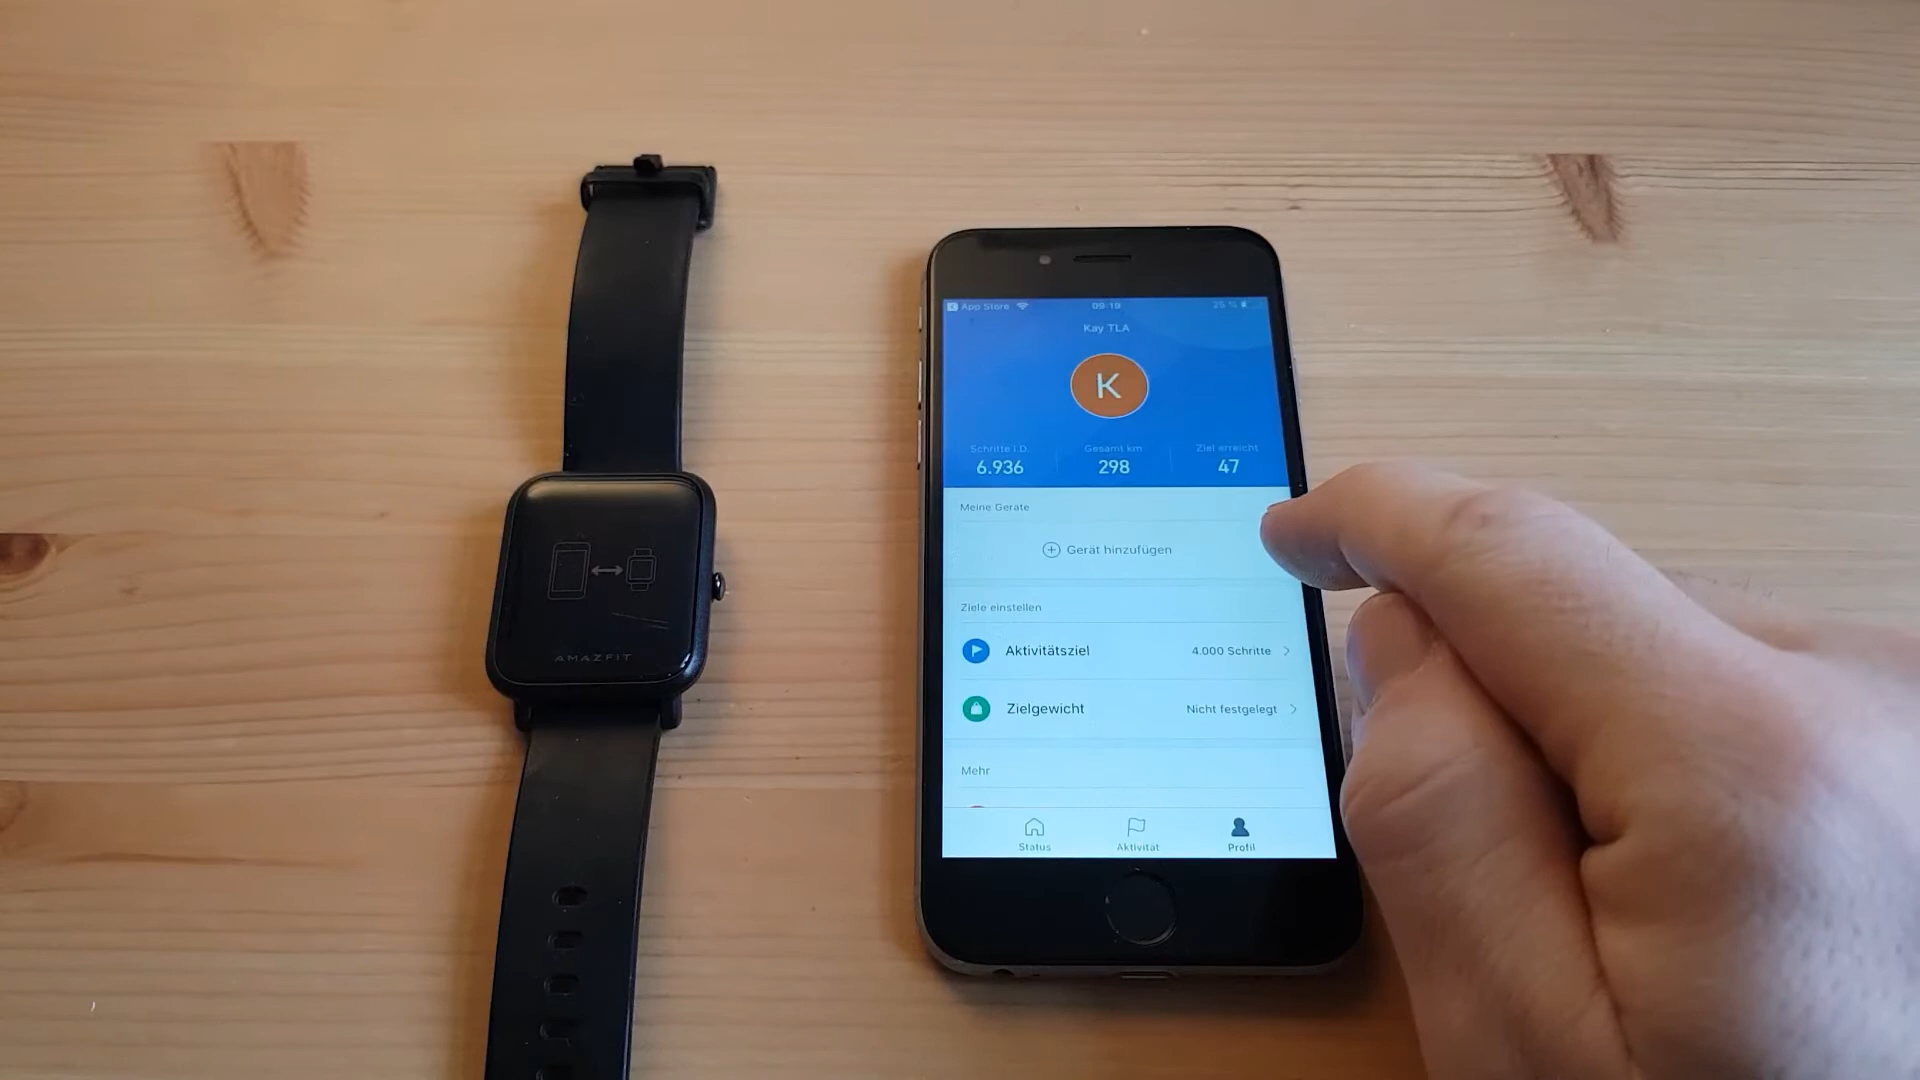 App Store
09:19
25 %
Kay TLA
K
Schritte i.D.
Gesamt km
Ziel erreicht
6.936
298
47
Meine Geräte
Gerät hinzufügen
Ziele einstellen
Aktivitätsziel
4.000 Schritte
Zielgewicht
Nicht festgelegt
Mehr
Status
Aktivität
Profil
AMAZFIT